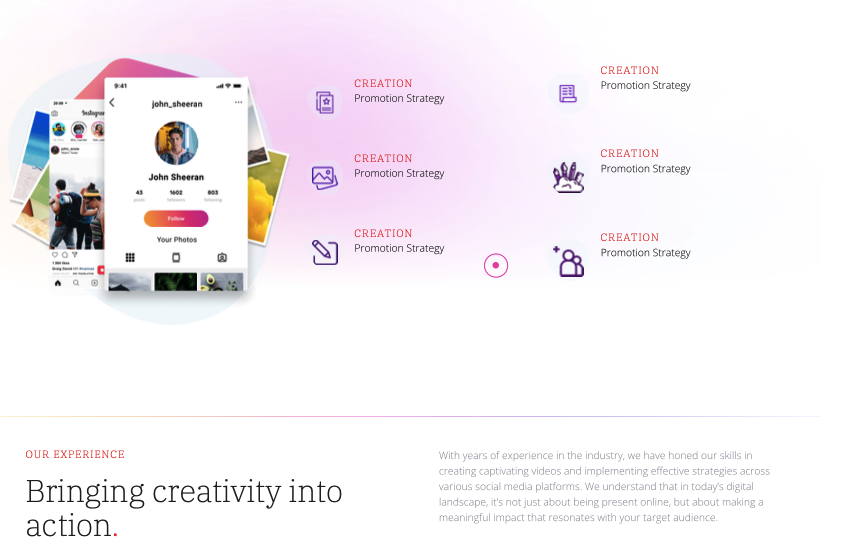 9:41
john_sheeran
John Sheeran
43
1602
803
posts
followers
following
Follow
Your Photos
CREATION
Promotion Strategy
CREATION
Promotion Strategy
CREATION
Promotion Strategy
CREATION
Promotion Strategy
CREATION
Promotion Strategy
CREATION
Promotion Strategy
OUR EXPERIENCE
Bringing creativity into
action.
With years of experience in the industry, we have honed our skills in
creating captivating videos and implementing effective strategies across
various social media platforms. We understand that in today's digital
landscape, it's not just about being present online, but about making a
meaningful impact that resonates with your target audience.